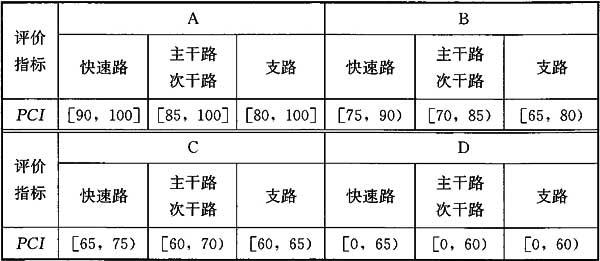 评价指标 A B
快速路 主干路 次干路 支路 快速路 主干路 次干路 支路
PCI [90，100] [85，100] [80，100] [75，90) [70，85) [65，80)
评价指标 C D
快速路 主干路 次干路 支路 快速路 主干路 次干路 支路
PCI [65，75) [60，70) [60，65) [0，65) [0，60) [0，60)